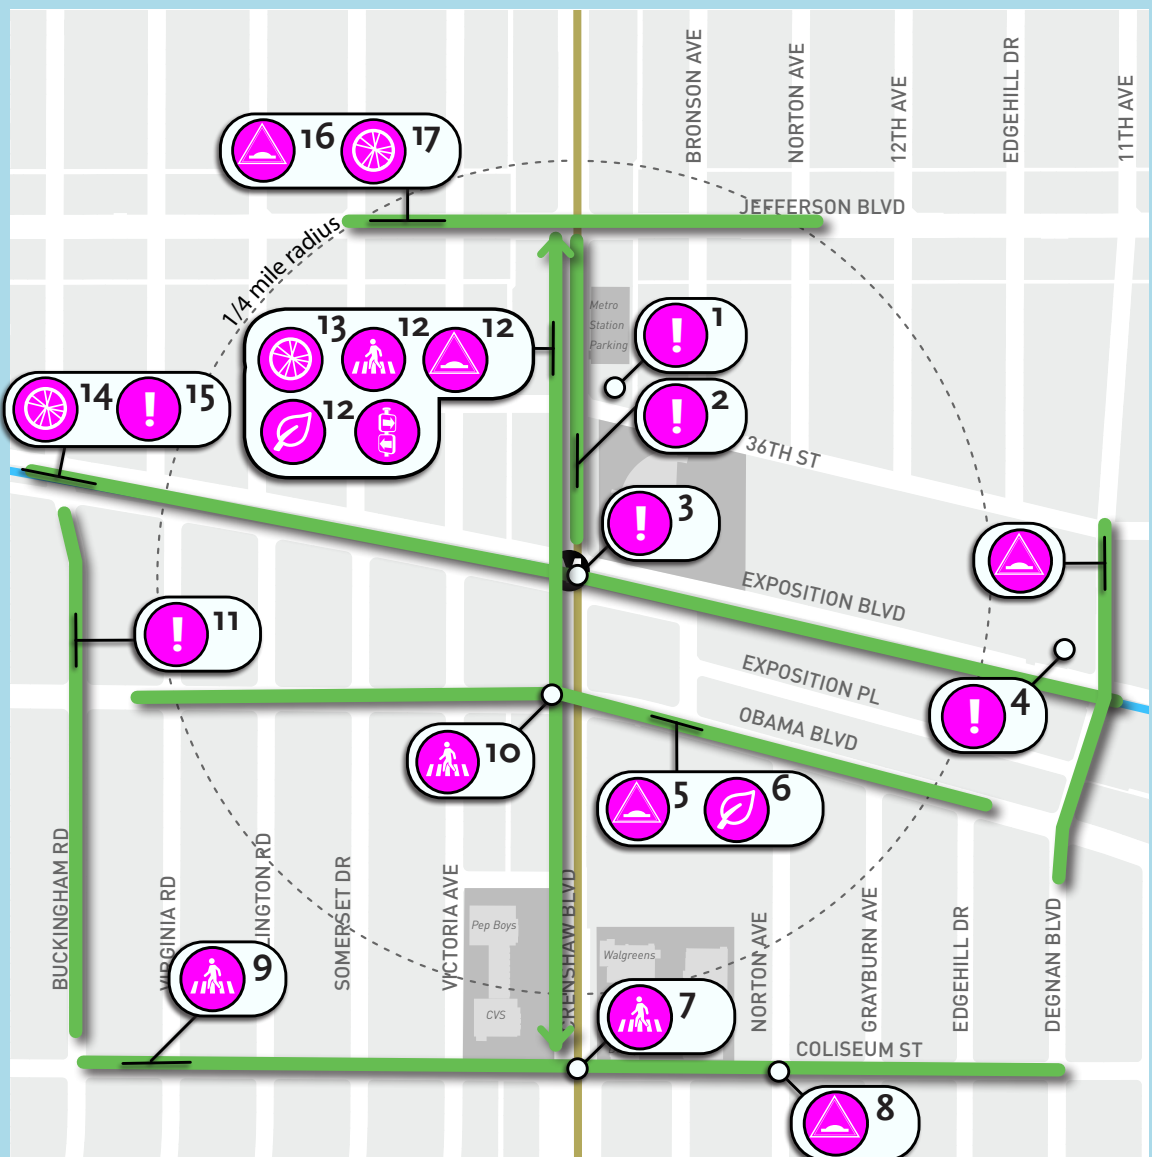 BRONSON AVE
NORTON AVE
12TH AVE
EDGEHILL DR
11TH AVE
16
17
JEFFERSON BLVD
1/4 mile radius
Metro
Station
Parking
1
13
12
12
12
14
15
2
36TH ST
3
EXPOSITION BLVD
11
EXPOSITION PL
4
OBAMA BLVD
10
5
6
BUCKINGHAM RD
VIRGINIA RD
LINGTON RD
SOMERSET DR
VICTORIA AVE
CRENSHAW BLVD
NORTON AVE
GRAYBURN AVE
EDGEHILL DR
DEGNAN BLVD
Pep Boys
Walgreens
CVS
9
7
COLISEUM ST
8